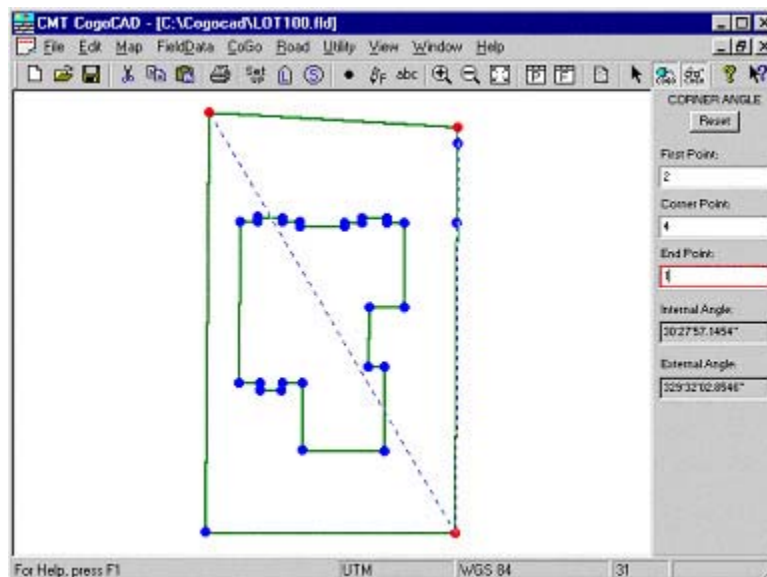 CMT CogoCAD - [C:\Cogocad\LOT100.fld]
File Edit Map FieldData CoGo Road Utility View Window Help
abc
CORNER ANGLE
Reset
First Point:
2
Corner Point:
4
End Point:
1
Internal Angle:
30°27'57.1454"
External Angle:
329°32'02.8546"
For Help, press F1 UTM WGS 84 31